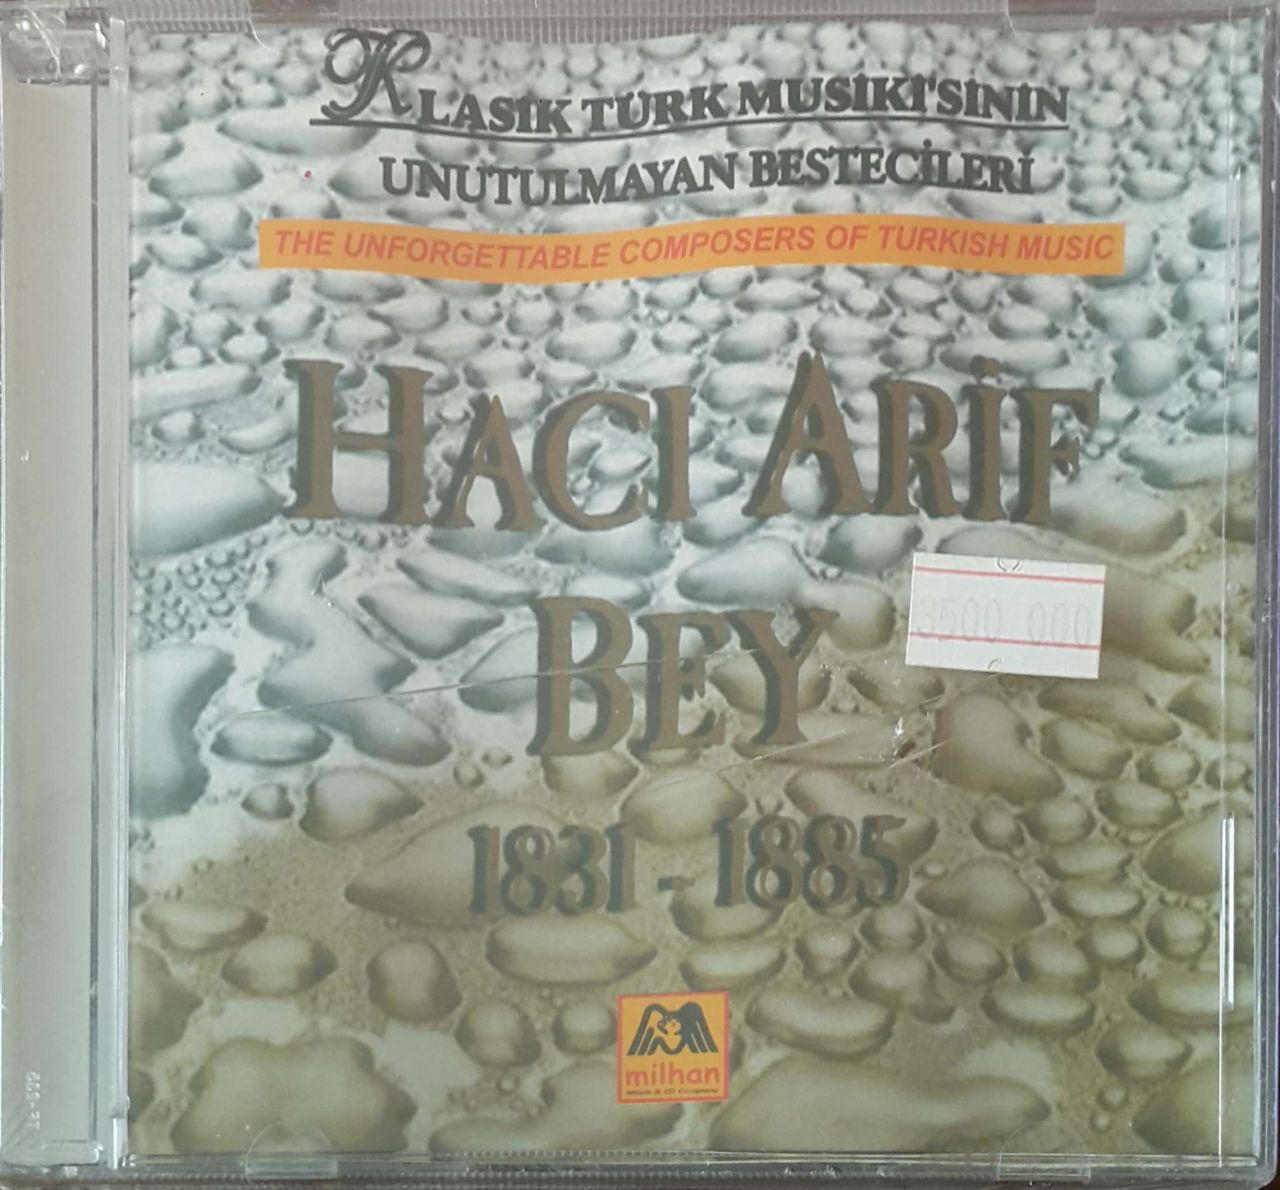 KLASİK TÜRK MUSİKİ'SİNİN
UNUTULMAYAN BESTECİLERİ
THE UNFORGETTABLE COMPOSERS OF TURKISH MUSIC
HACI ARİF
BEY
1831 - 1885
3500 000
milhan